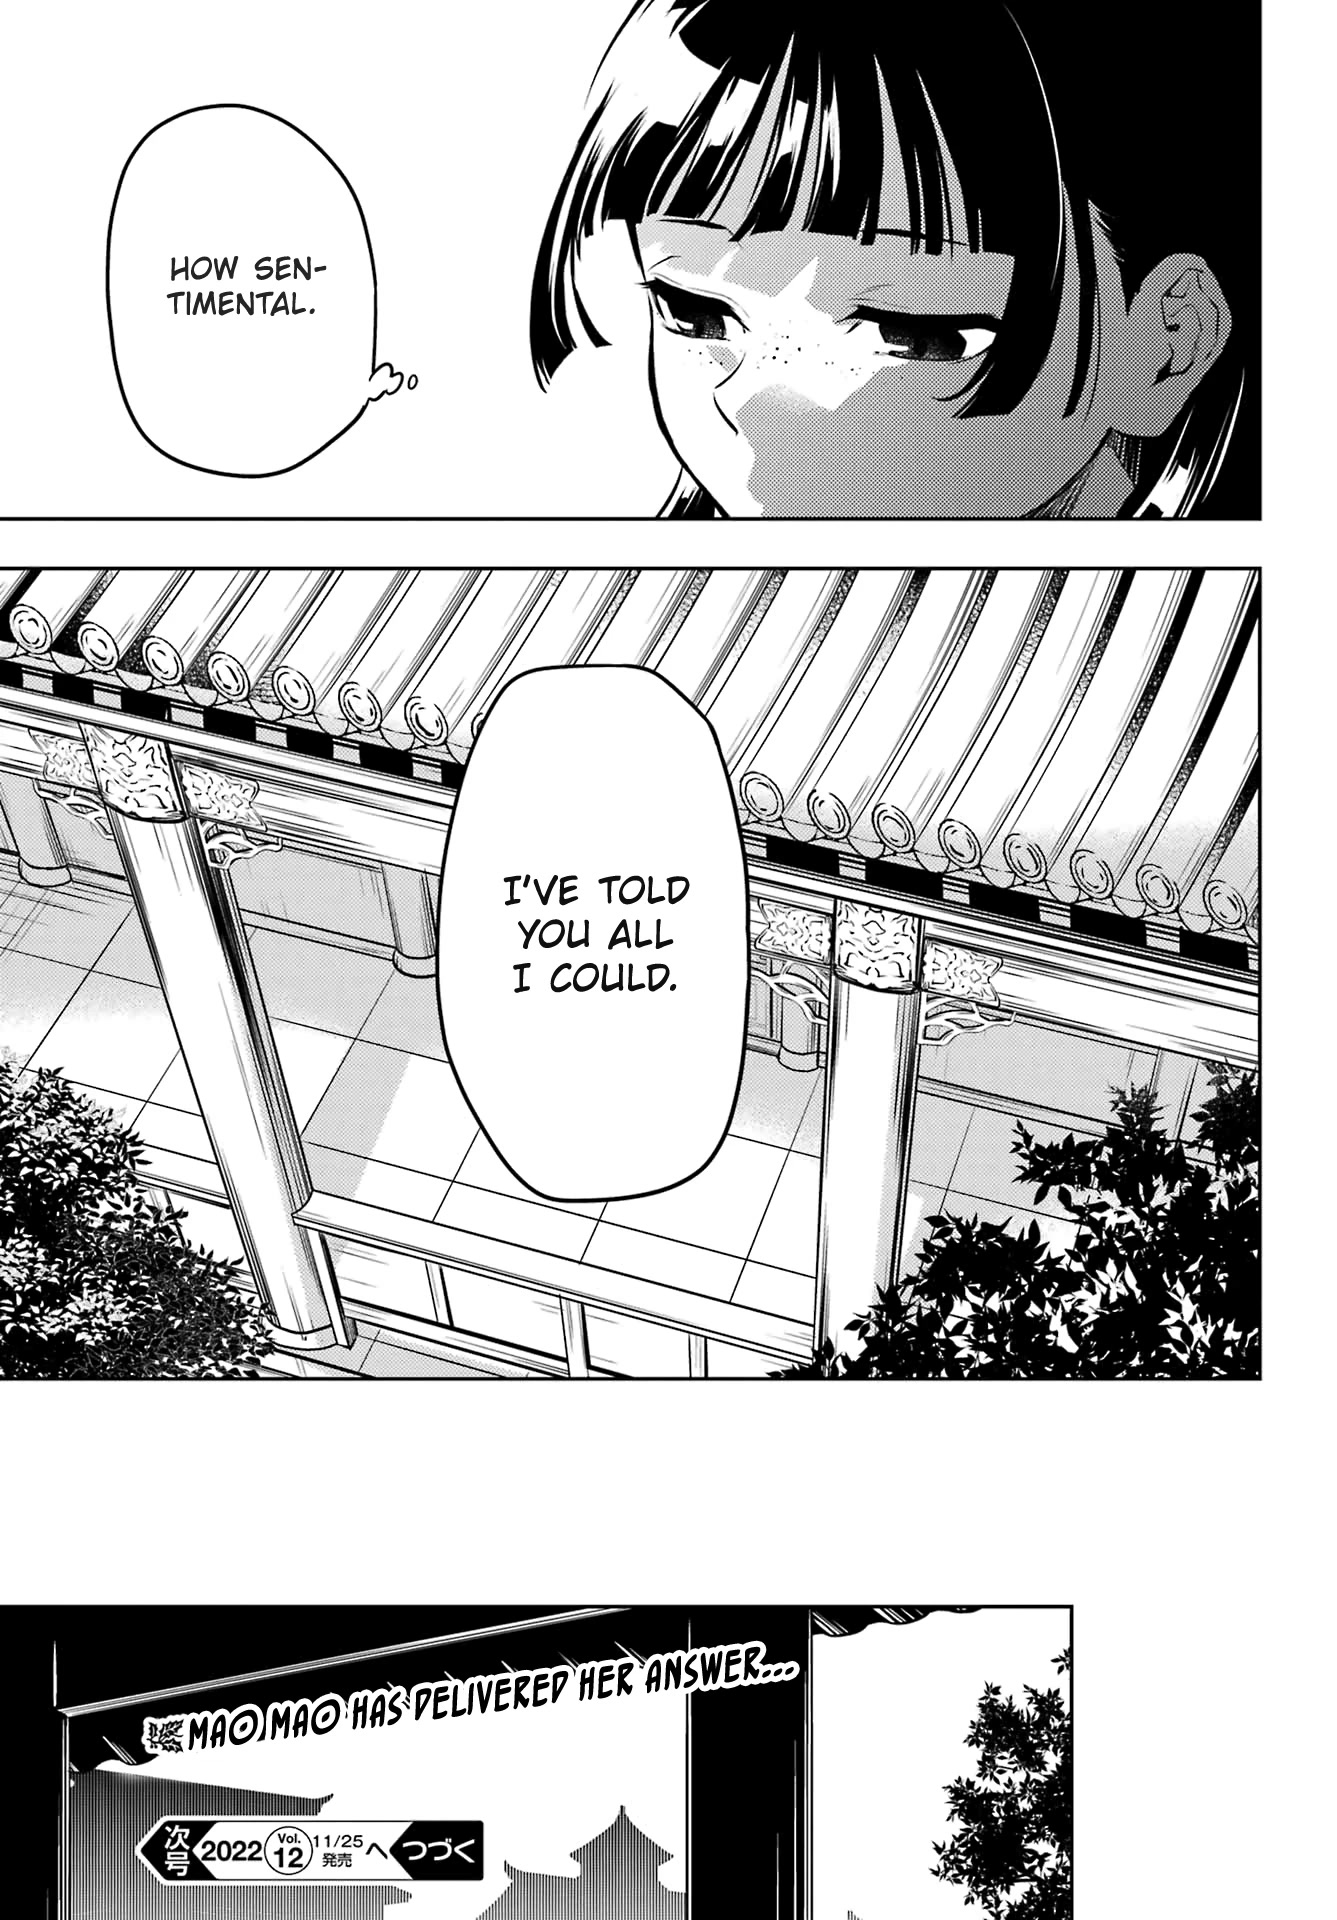 HOW SEN-
TIMENTAL.
I'VE TOLD
YOU ALL
I COULD.
MAO MAO HAS DELIVERED HER ANSWER...
次号 2022 Vol. 12 11/25 発売 へ つづく